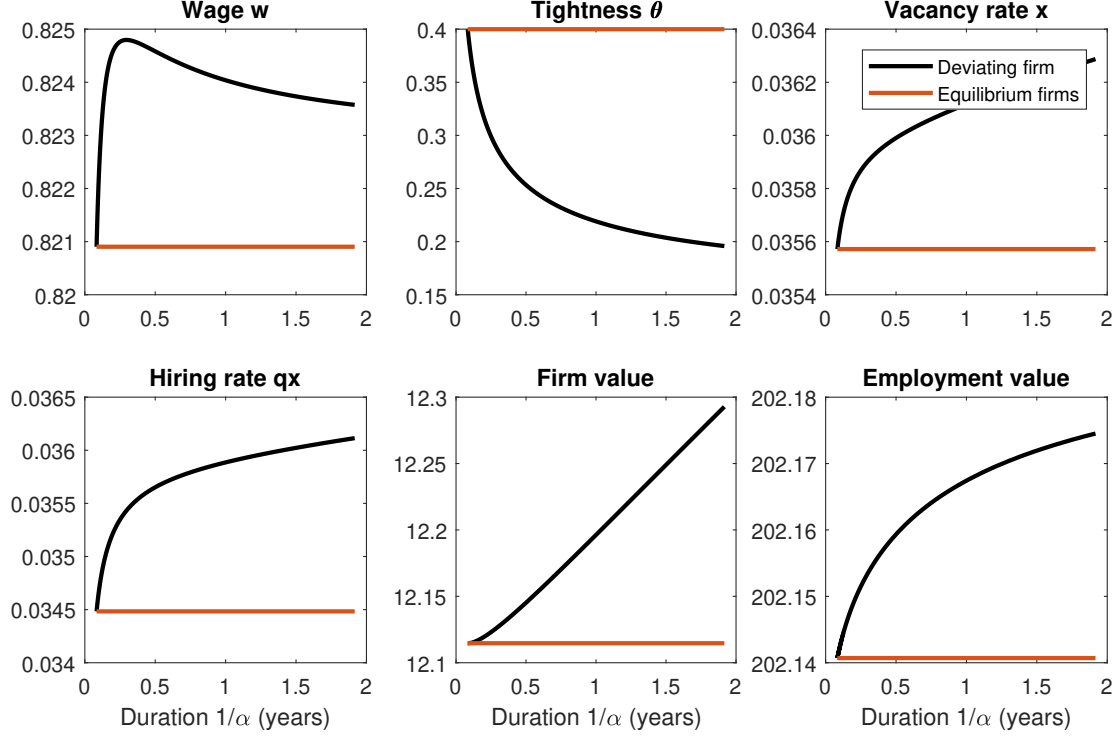 Wage w
0.825
0.824
0.823
0.822
0.821
0.82
0 0.5 1 1.5 2
Tightness θ
0.4
0.35
0.3
0.25
0.2
0.15
0 0.5 1 1.5 2
Vacancy rate x
0.0364
0.0362
0.036
0.0358
0.0356
0.0354
0 0.5 1 1.5 2
Deviating firm
Equilibrium firms
Hiring rate qx
0.0365
0.036
0.0355
0.035
0.0345
0.034
0 0.5 1 1.5 2
Duration 1/α (years)
Firm value
12.3
12.25
12.2
12.15
12.1
0 0.5 1 1.5 2
Duration 1/α (years)
Employment value
202.18
202.17
202.16
202.15
202.14
0 0.5 1 1.5 2
Duration 1/α (years)